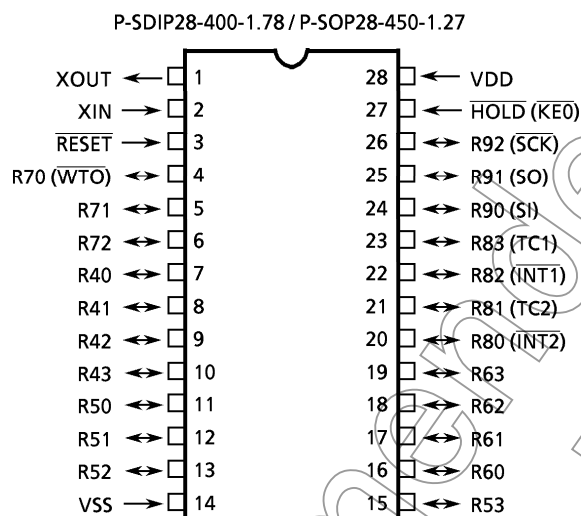 P-SDIP28-400-1.78 / P-SOP28-450-1.27
XOUT 1 28 VDD
XIN 2 27 HOLD (KE0)
RESET 3 26 R92 (SCK)
R70 (WTO) 4 25 R91 (SO)
R71 5 24 R90 (SI)
R72 6 23 R83 (TC1)
R40 7 22 R82 (INT1)
R41 8 21 R81 (TC2)
R42 9 20 R80 (INT2)
R43 10 19 R63
R50 11 18 R62
R51 12 17 R61
R52 13 16 R60
VSS 14 15 R53